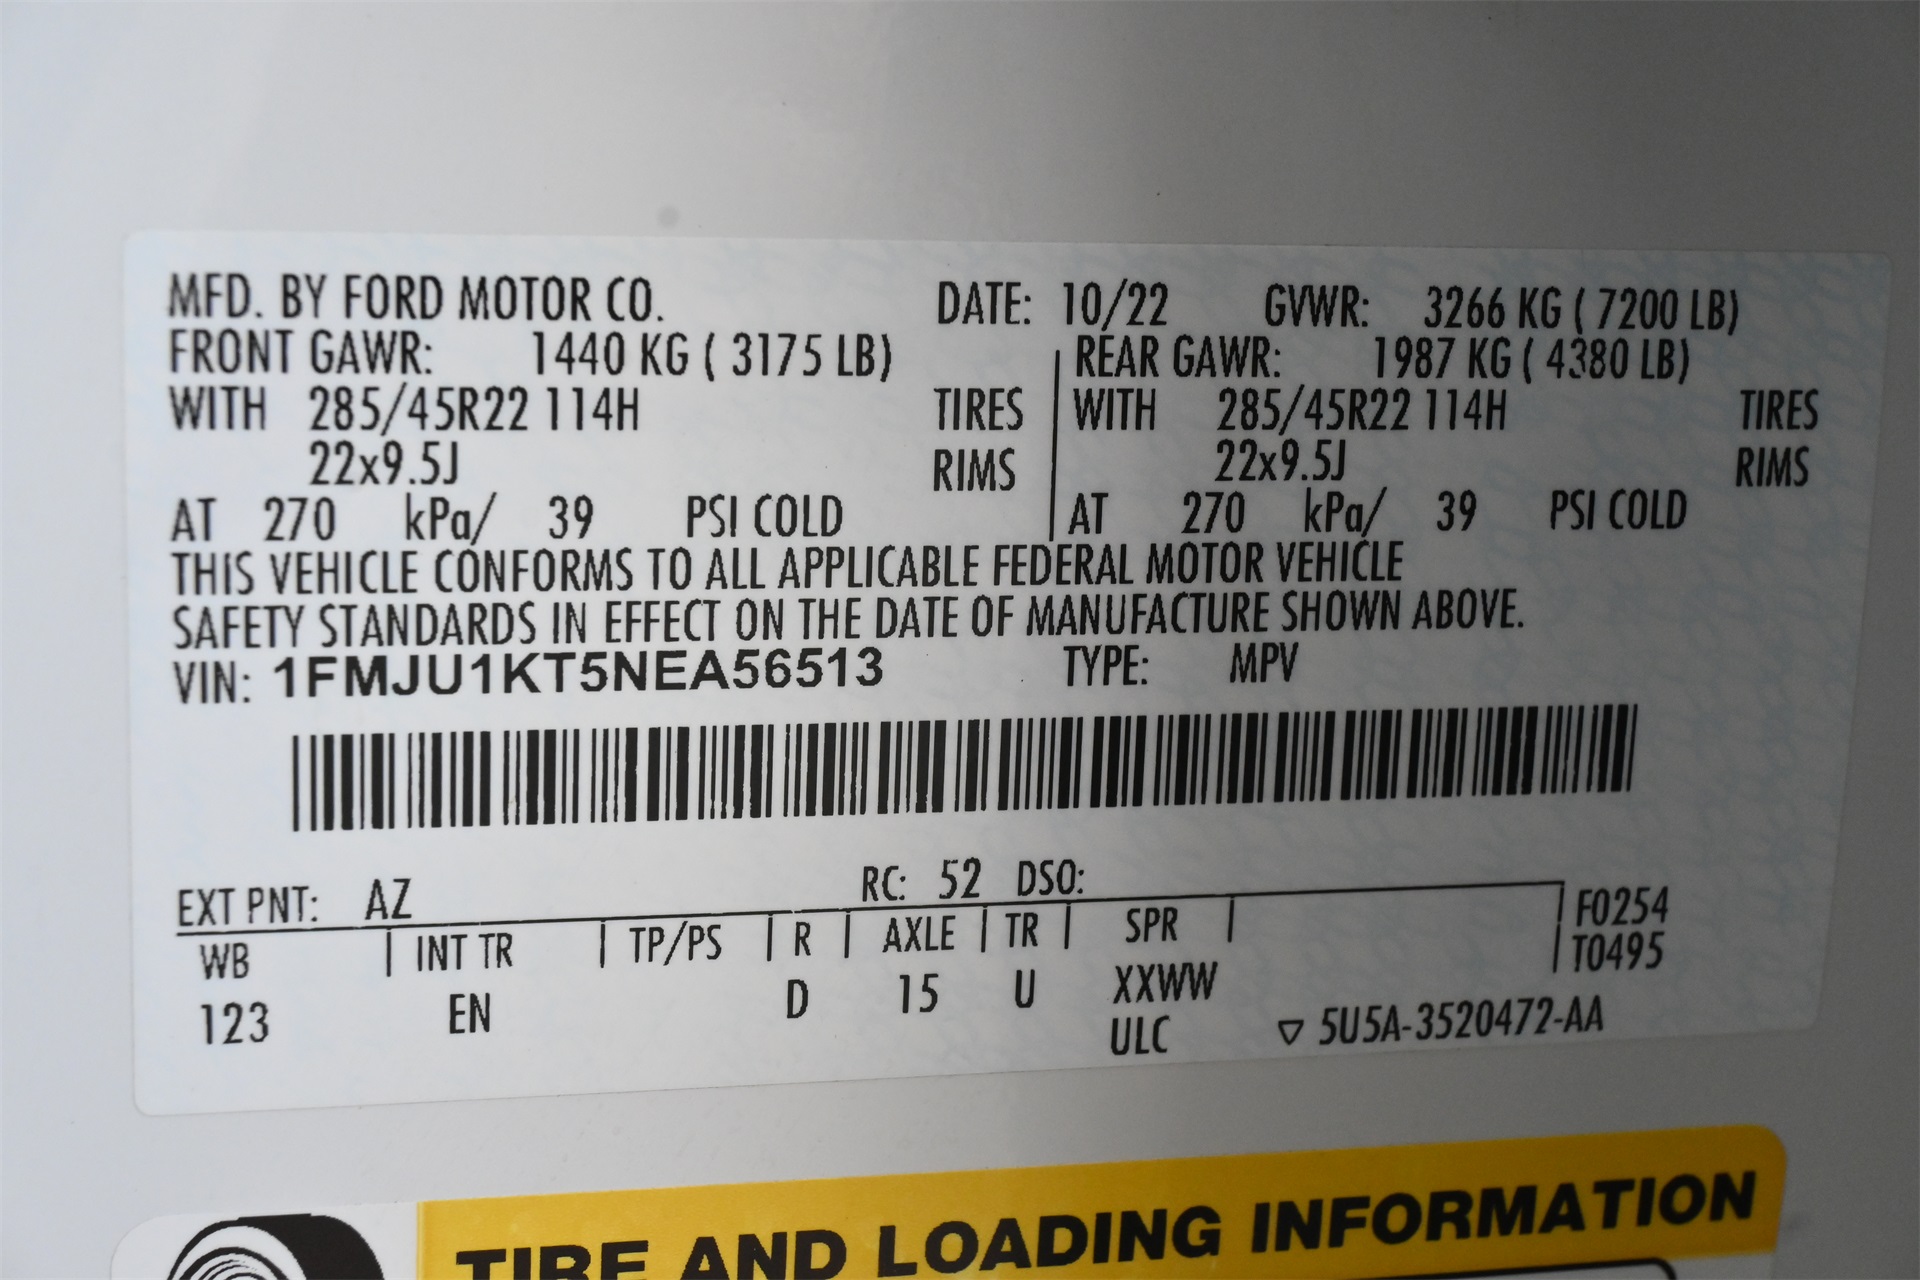 MFD. BY FORD MOTOR CO. DATE: 10/22 GVWR: 3266 KG ( 7200 LB)
FRONT GAWR: 1440 KG ( 3175 LB) REAR GAWR: 1987 KG ( 4380 LB)
WITH 285/45R22 114H TIRES WITH 285/45R22 114H TIRES
22x9.5J RIMS 22x9.5J RIMS
AT 270 kPa/ 39 PSI COLD AT 270 kPa/ 39 PSI COLD
THIS VEHICLE CONFORMS TO ALL APPLICABLE FEDERAL MOTOR VEHICLE
SAFETY STANDARDS IN EFFECT ON THE DATE OF MANUFACTURE SHOWN ABOVE.
VIN: 1FMJU1KT5NEA56513 TYPE: MPV
EXT PNT: AZ RC: 52 DSO:
WB INT TR TP/PS R AXLE TR SPR F0254
T0495
123 EN D 15 U XXWW
ULC ▽ 5U5A-3520472-AA
TIRE AND LOADING INFORMATION